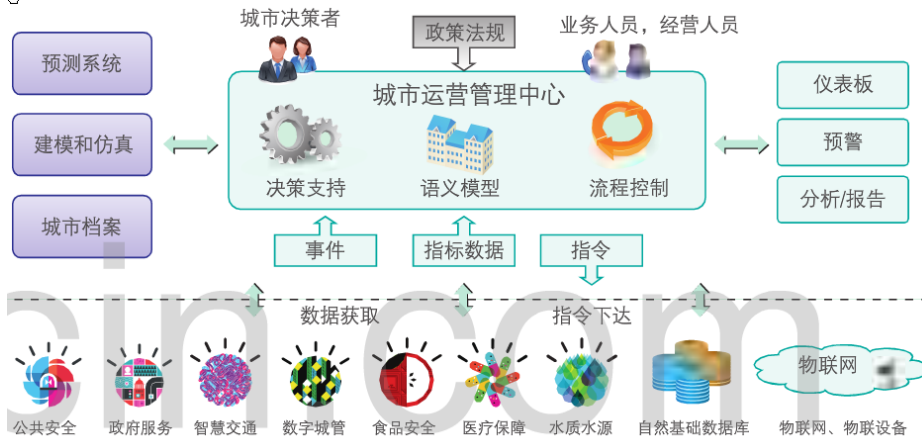 城市决策者
政策法规
业务人员，经营人员
预测系统
建模和仿真
城市档案
城市运营管理中心
决策支持
语义模型
流程控制
仪表板
预警
分析/报告
事件
指标数据
指令
数据获取
指令下达
物联网
公共安全
政府服务
智慧交通
数字城管
食品安全
医疗保障
水质水源
自然基础数据库
物联网、物联设备
cin.com